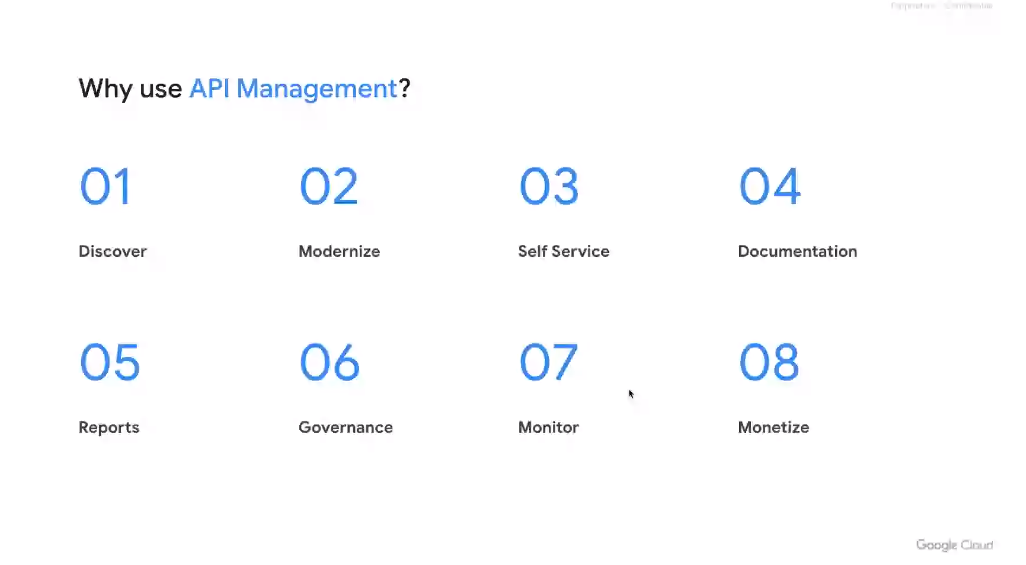 Why use API Management?
01
02
03
04
Discover
Modernize
Self Service
Documentation
05
06
07
08
Reports
Governance
Monitor
Monetize
Google Cloud